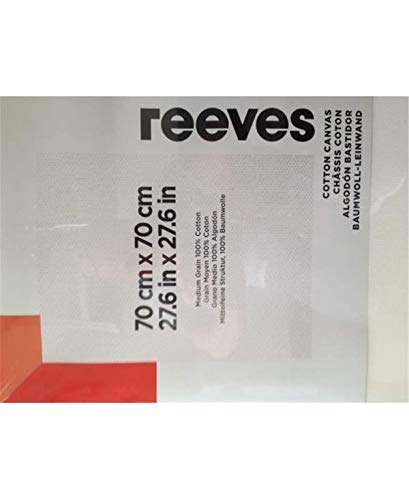 reeves
COTTON CANVAS
CHÂSSIS COTON
ALGODÓN BASTIDOR
BAUMWOLL-LEINWAND
70 cm x 70 cm
27.6 in x 27.6 in
Medium Grain 100% Cotton
Grain Moyen 100% Coton
Grano Medio 100% Algodón
Mittelfeine Struktur, 100% Baumwolle